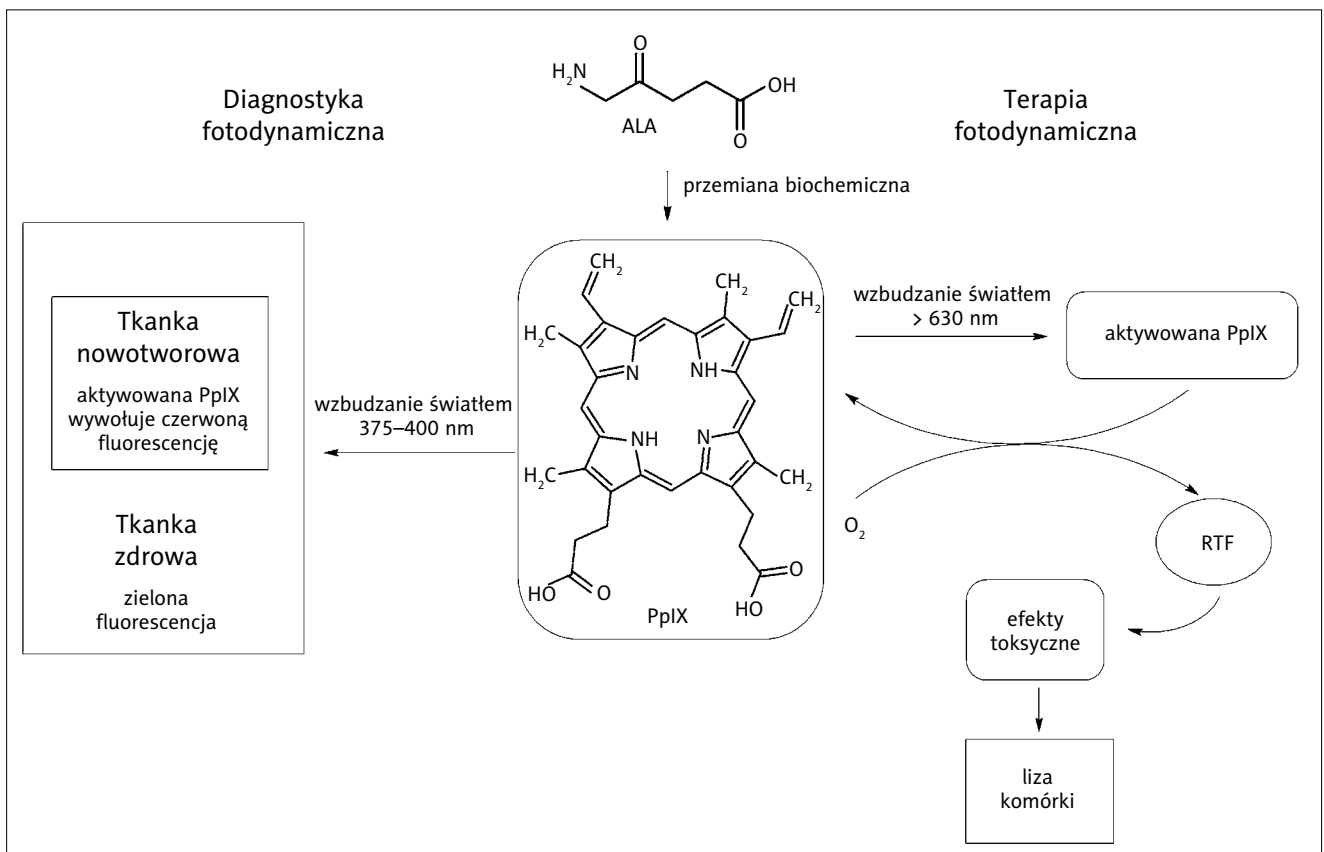 Diagnostyka
fotodynamiczna
O
H₂N
OH
O
ALA
Terapia
fotodynamiczna
przemiana biochemiczna
Tkanka
nowotworowa
aktywowana PpIX
wywołuje czerwoną
fluorescencję
Tkanka
zdrowa
zielona
fluorescencja
wzbudzanie światłem
375–400 nm
CH₂
CH₂
CH₂
H₂C
N
NH
NH
N
H₂C
CH₂
HO
O
O
HO
PpIX
wzbudzanie światłem
> 630 nm
aktywowana PpIX
O₂
RTF
efekty
toksyczne
liza
komórki